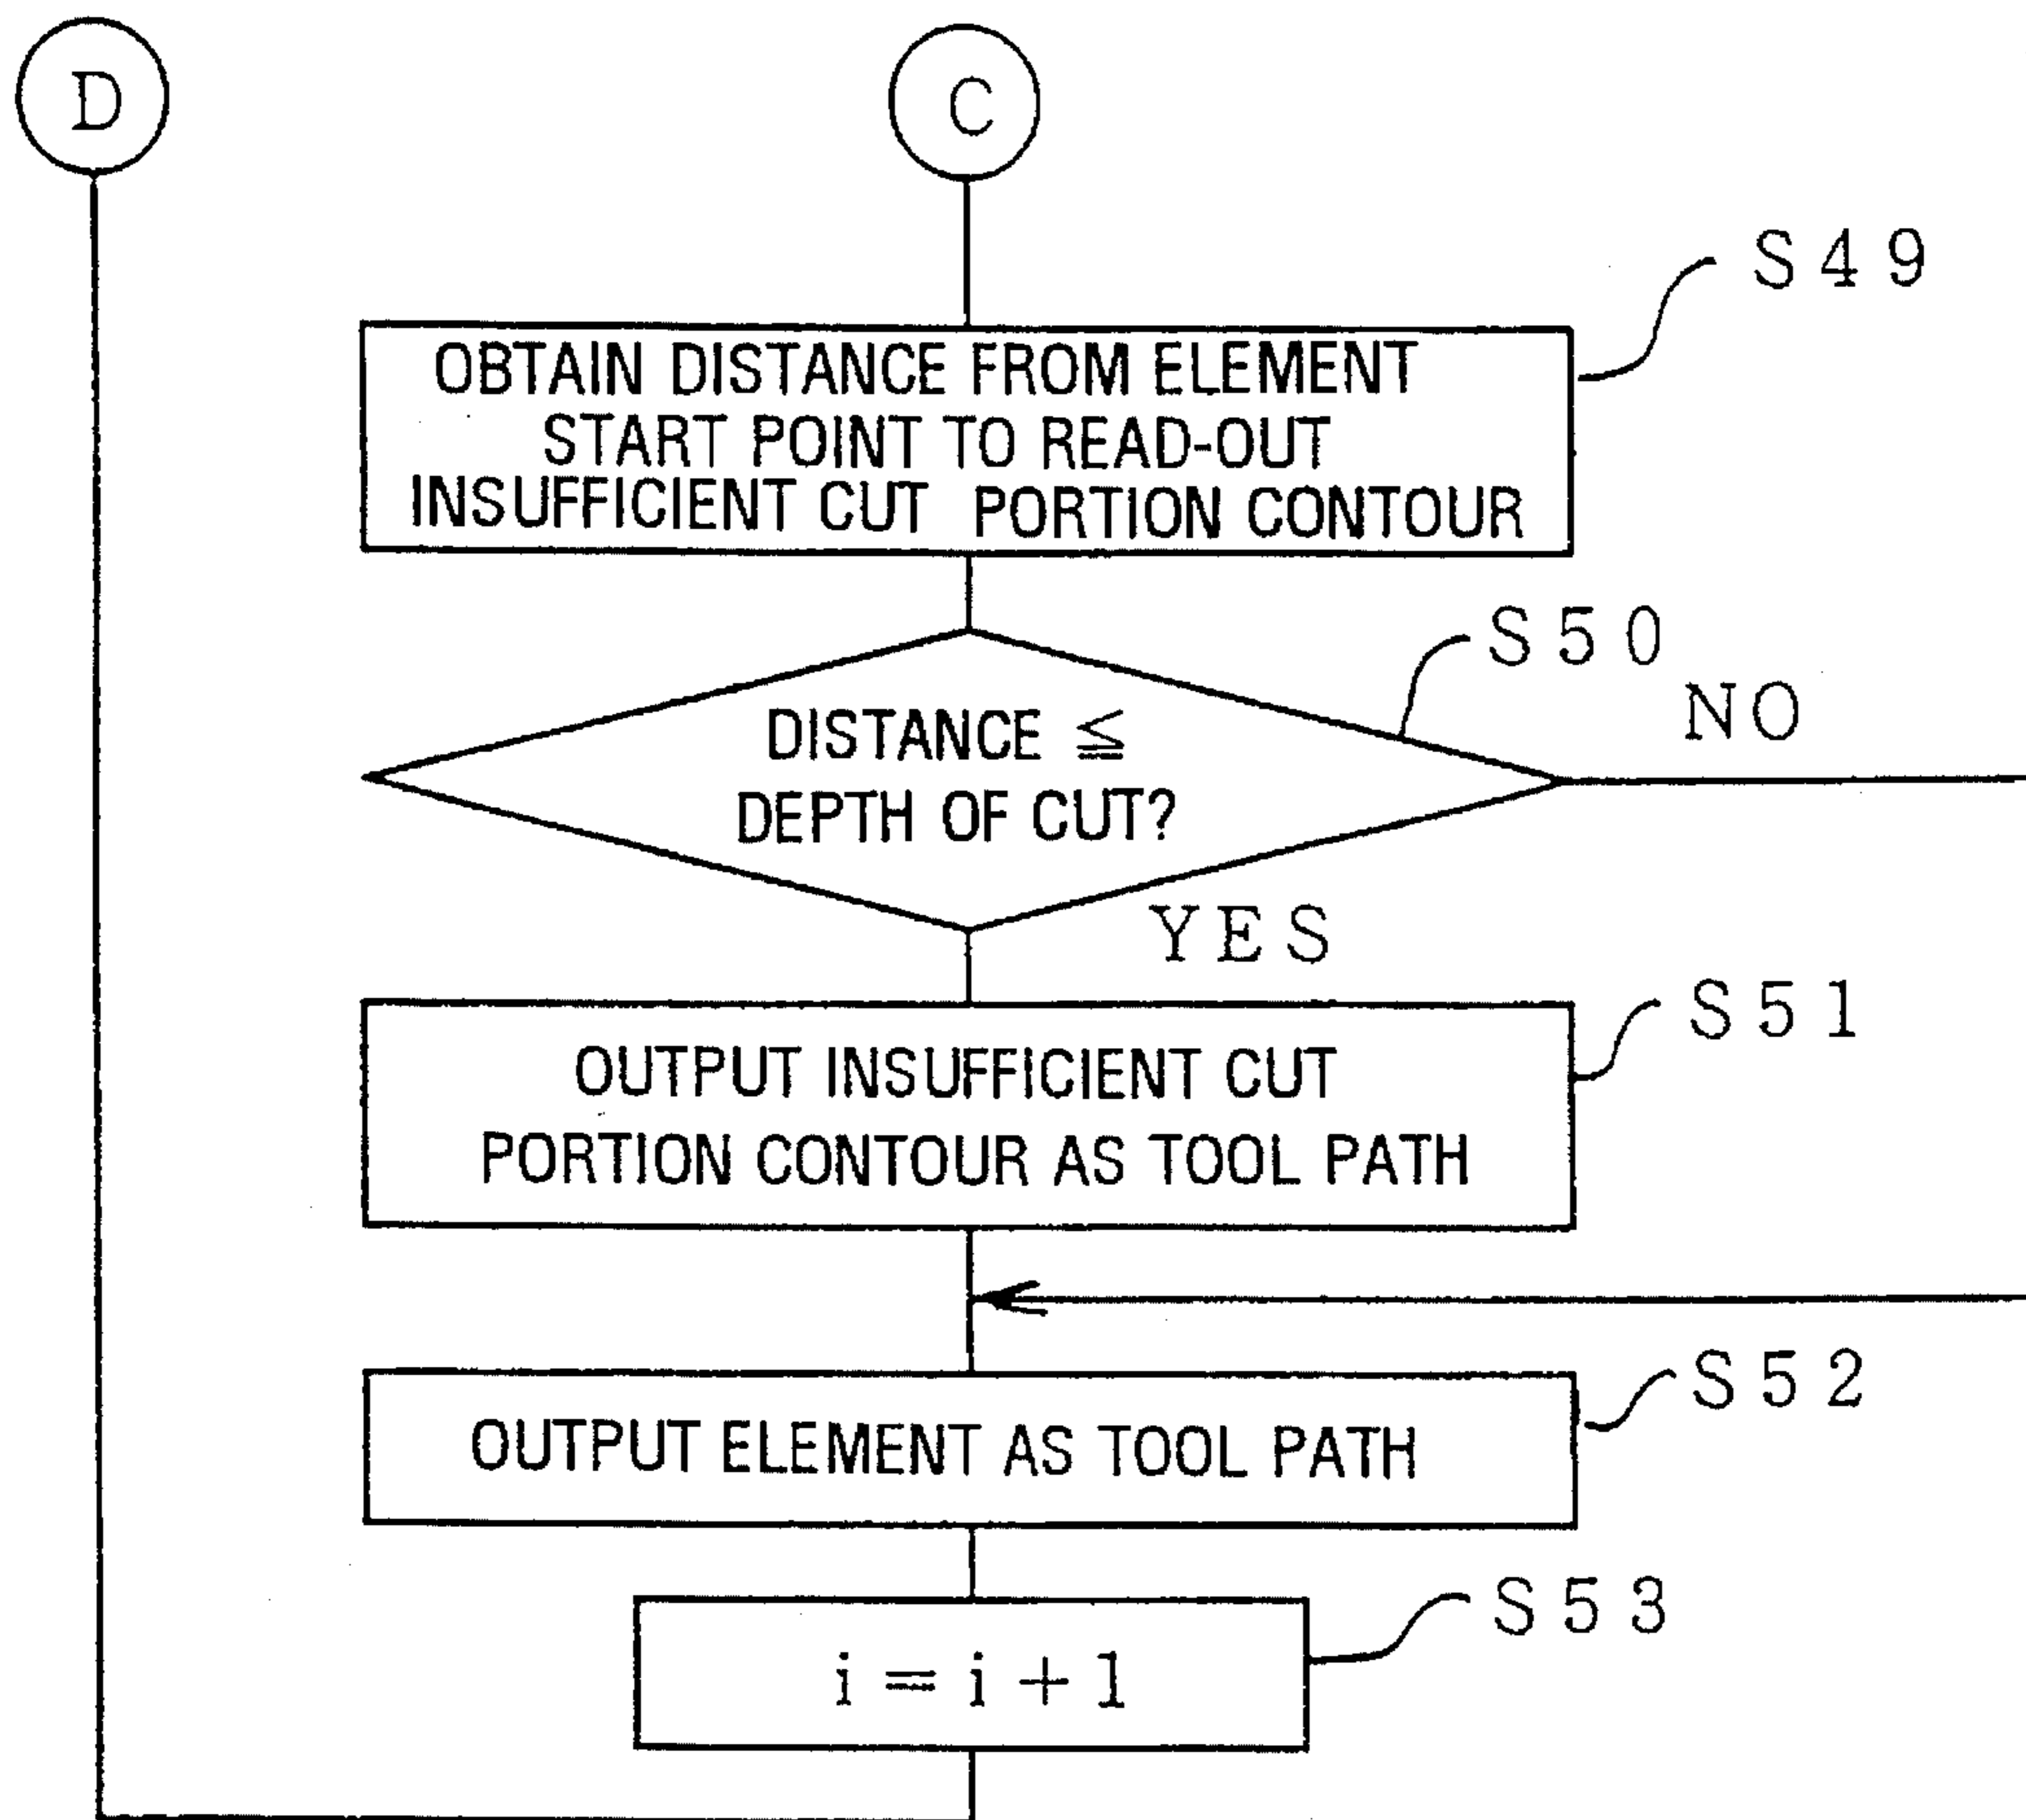 D
C
S49
OBTAIN DISTANCE FROM ELEMENT
START POINT TO READ-OUT
INSUFFICIENT CUT PORTION CONTOUR
S50
NO
DISTANCE ≦
DEPTH OF CUT?
YES
S51
OUTPUT INSUFFICIENT CUT
PORTION CONTOUR AS TOOL PATH
S52
OUTPUT ELEMENT AS TOOL PATH
S53
i = i + 1